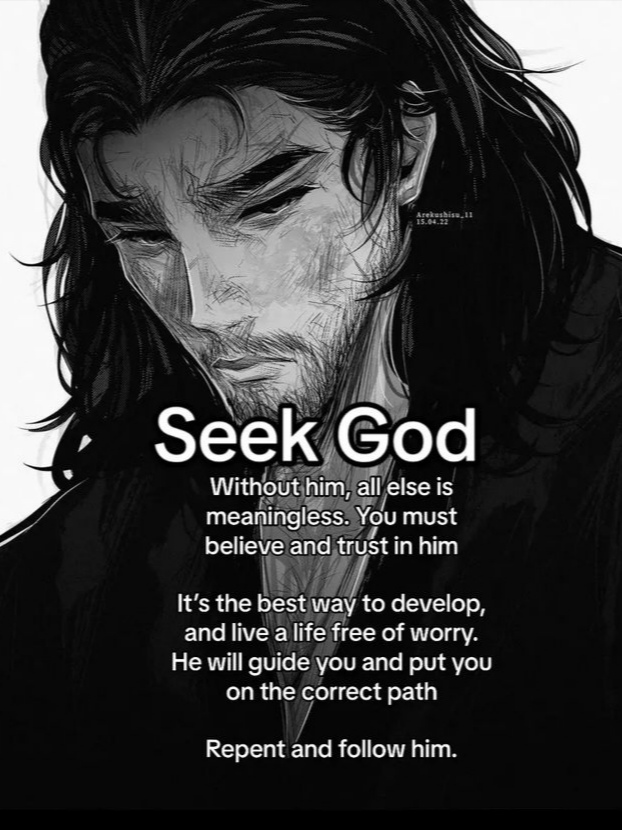 Arekushisu_11
15.04.22
Seek God
Without him, all else is
meaningless. You must
believe and trust in him
It’s the best way to develop,
and live a life free of worry.
He will guide you and put you
on the correct path
Repent and follow him.